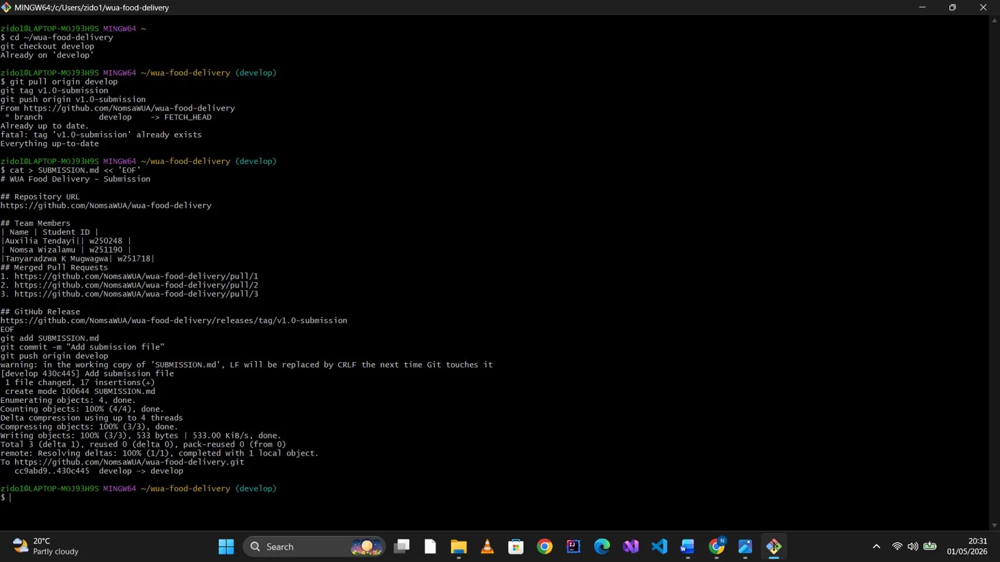 MINGW64:/c/Users/zido1/wua-food-delivery
zido1@LAPTOP-MOJ93H9S MINGW64 ~
$ cd ~/wua-food-delivery
git checkout develop
Already on 'develop'
zido1@LAPTOP-MOJ93H9S MINGW64 ~/wua-food-delivery (develop)
$ git pull origin develop
git tag v1.0-submission
git push origin v1.0-submission
From https://github.com/NomsaWUA/wua-food-delivery
 * branch            develop    -> FETCH_HEAD
Already up to date.
fatal: tag 'v1.0-submission' already exists
Everything up-to-date
zido1@LAPTOP-MOJ93H9S MINGW64 ~/wua-food-delivery (develop)
$ cat > SUBMISSION.md << 'EOF'
# WUA Food Delivery - Submission
## Repository URL
https://github.com/NomsaWUA/wua-food-delivery
## Team Members
| Name | Student ID |
|Auxilia Tendayi|| w250248 |
| Nomsa Wizalamu | w251190 |
|Tanyaradzwa K Mugwagwa| w251718|
## Merged Pull Requests
1. https://github.com/NomsaWUA/wua-food-delivery/pull/1
2. https://github.com/NomsaWUA/wua-food-delivery/pull/2
3. https://github.com/NomsaWUA/wua-food-delivery/pull/3
## GitHub Release
https://github.com/NomsaWUA/wua-food-delivery/releases/tag/v1.0-submission
EOF
git add SUBMISSION.md
git commit -m "Add submission file"
git push origin develop
warning: in the working copy of 'SUBMISSION.md', LF will be replaced by CRLF the next time Git touches it
[develop 430c445] Add submission file
 1 file changed, 17 insertions(+)
 create mode 100644 SUBMISSION.md
Enumerating objects: 4, done.
Counting objects: 100% (4/4), done.
Delta compression using up to 4 threads
Compressing objects: 100% (3/3), done.
Writing objects: 100% (3/3), 533 bytes | 533.00 KiB/s, done.
Total 3 (delta 1), reused 0 (delta 0), pack-reused 0 (from 0)
remote: Resolving deltas: 100% (1/1), completed with 1 local object.
To https://github.com/NomsaWUA/wua-food-delivery.git
   cc9abd9..430c445  develop -> develop
zido1@LAPTOP-MOJ93H9S MINGW64 ~/wua-food-delivery (develop)
$
20°C
Partly cloudy
Search
N
20:31
01/05/2026